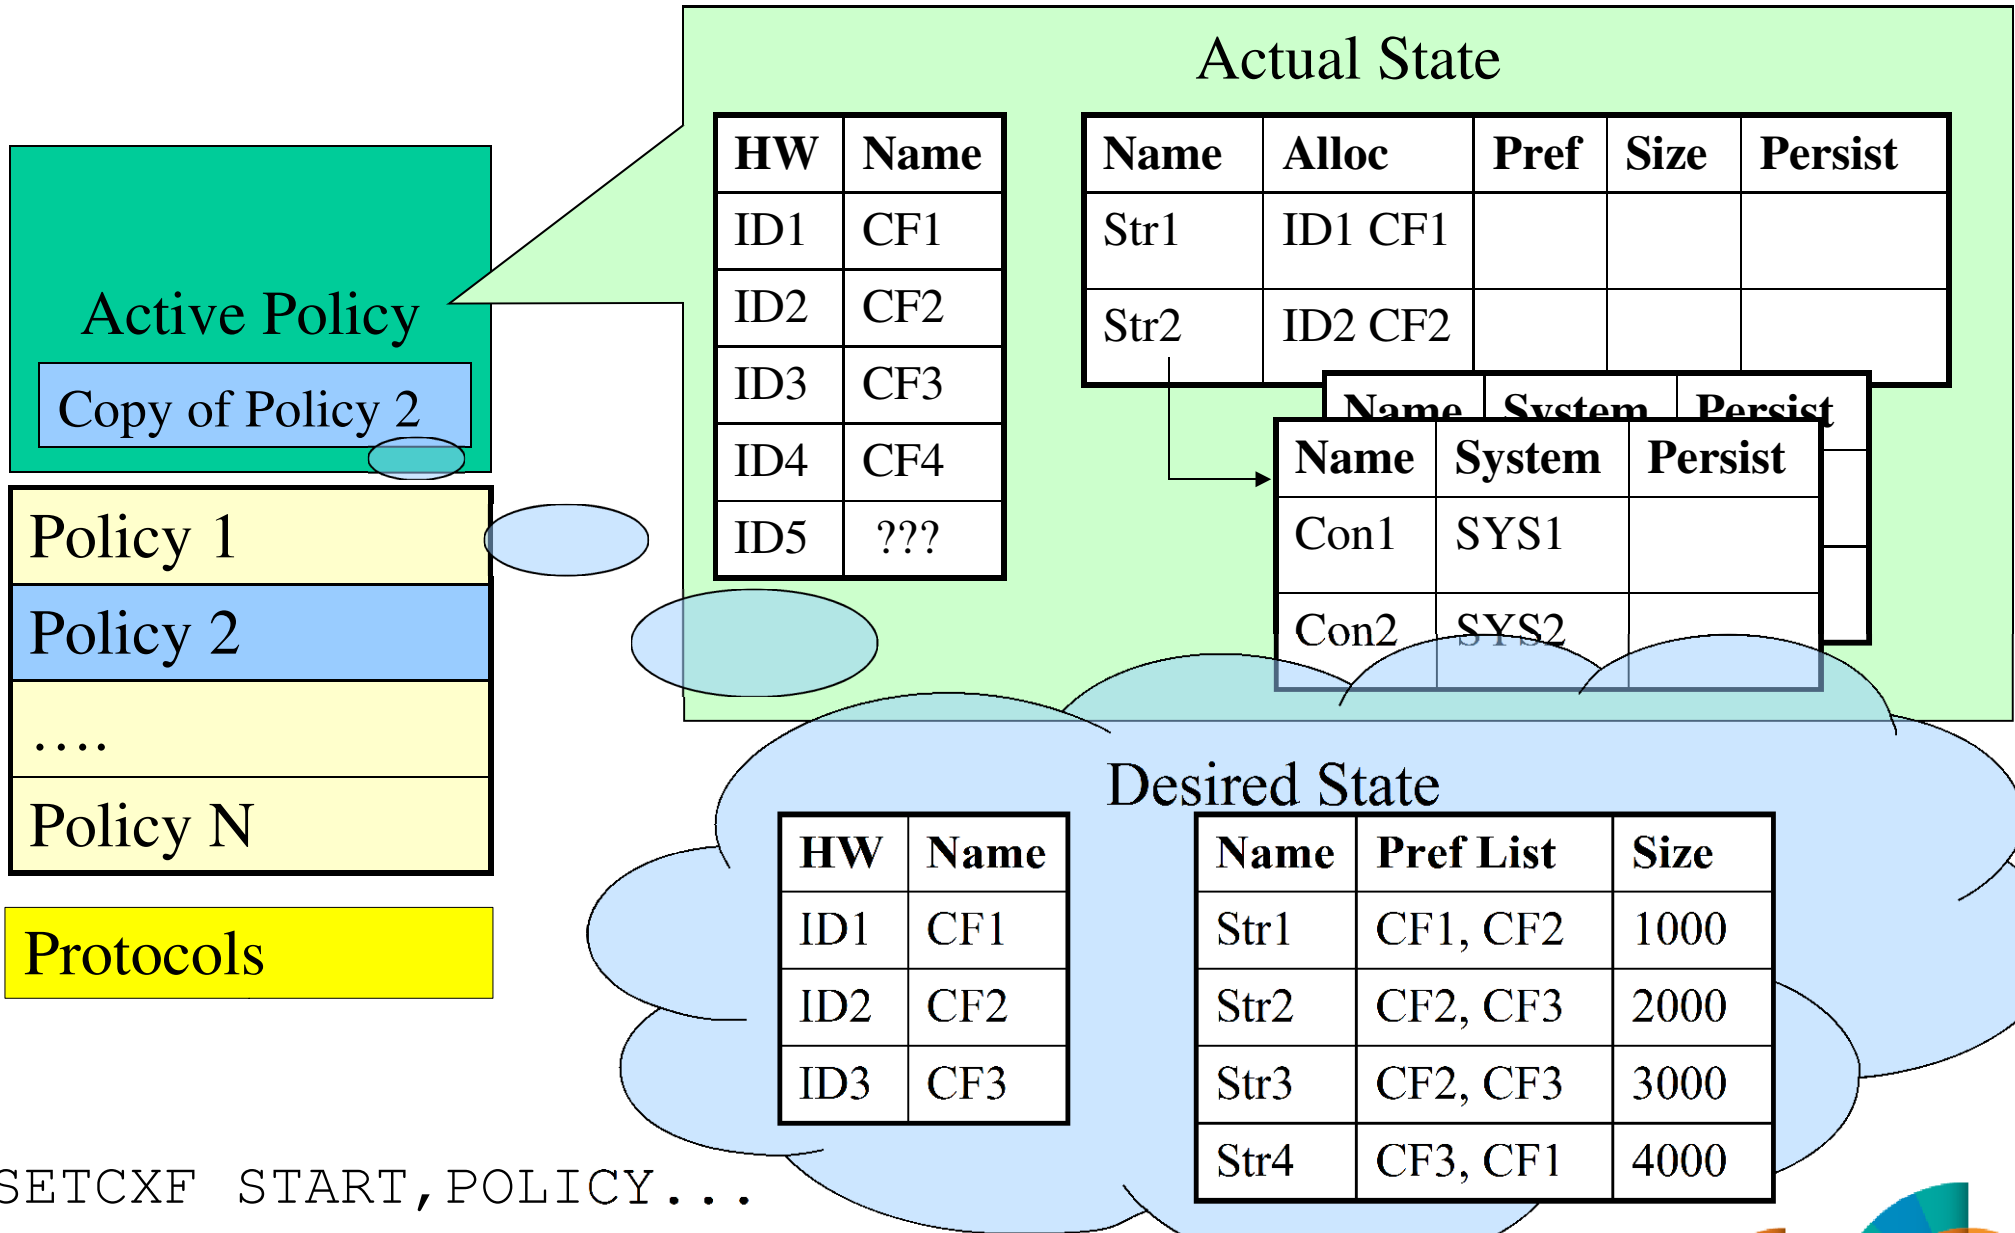 Actual State
HW Name
ID1 CF1
ID2 CF2
ID3 CF3
ID4 CF4
ID5 ???
Name Alloc Pref Size Persist
Str1 ID1 CF1
Str2 ID2 CF2
Name System Persist
Name System Persist
Con1 SYS1
Con2 SYS2
Active Policy
Copy of Policy 2
Policy 1
Policy 2
....
Policy N
Protocols
Desired State
HW Name
ID1 CF1
ID2 CF2
ID3 CF3
Name Pref List Size
Str1 CF1, CF2 1000
Str2 CF2, CF3 2000
Str3 CF2, CF3 3000
Str4 CF3, CF1 4000
SETCXF START,POLICY...